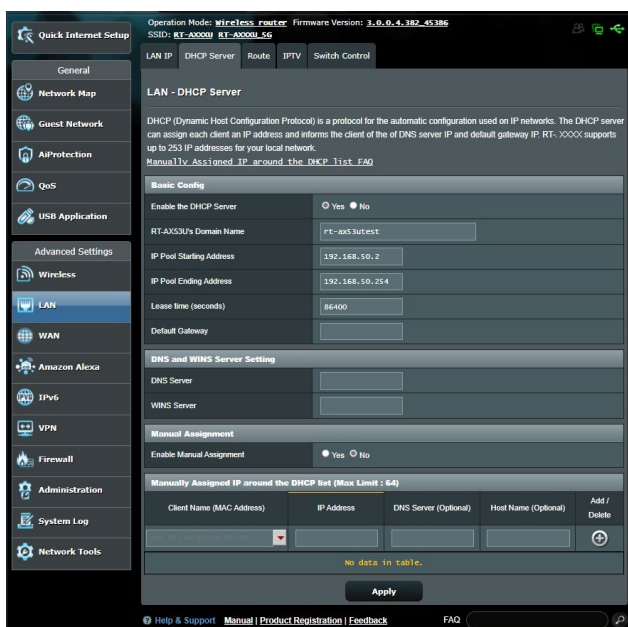 Quick Internet Setup
General
Network Map
Guest Network
AiProtection
QoS
USB Application
Advanced Settings
Wireless
LAN
WAN
Amazon Alexa
IPv6
VPN
Firewall
Administration
System Log
Network Tools
Operation Mode: Wireless router Firmware Version: 3.0.0.4.382_45386
SSID: RT-AXXXU RT-AXXXU_5G
LAN IP DHCP Server Route IPTV Switch Control
LAN - DHCP Server
DHCP (Dynamic Host Configuration Protocol) is a protocol for the automatic configuration used on IP networks. The DHCP server
can assign each client an IP address and informs the client of the of DNS server IP and default gateway IP. RT-XXXX supports
up to 253 IP addresses for your local network.
Manually Assigned IP around the DHCP list FAQ
Basic Config
Enable the DHCP Server Yes No
RT-AX53U's Domain Name rt-ax53utest
IP Pool Starting Address 192.168.50.2
IP Pool Ending Address 192.168.50.254
Lease time (seconds) 86400
Default Gateway
DNS and WINS Server Setting
DNS Server
WINS Server
Manual Assignment
Enable Manual Assignment Yes No
Manually Assigned IP around the DHCP list (Max Limit : 64)
Client Name (MAC Address) IP Address DNS Server (Optional) Host Name (Optional) Add / Delete
No data in table.
Apply
Help & Support Manual | Product Registration | Feedback FAQ